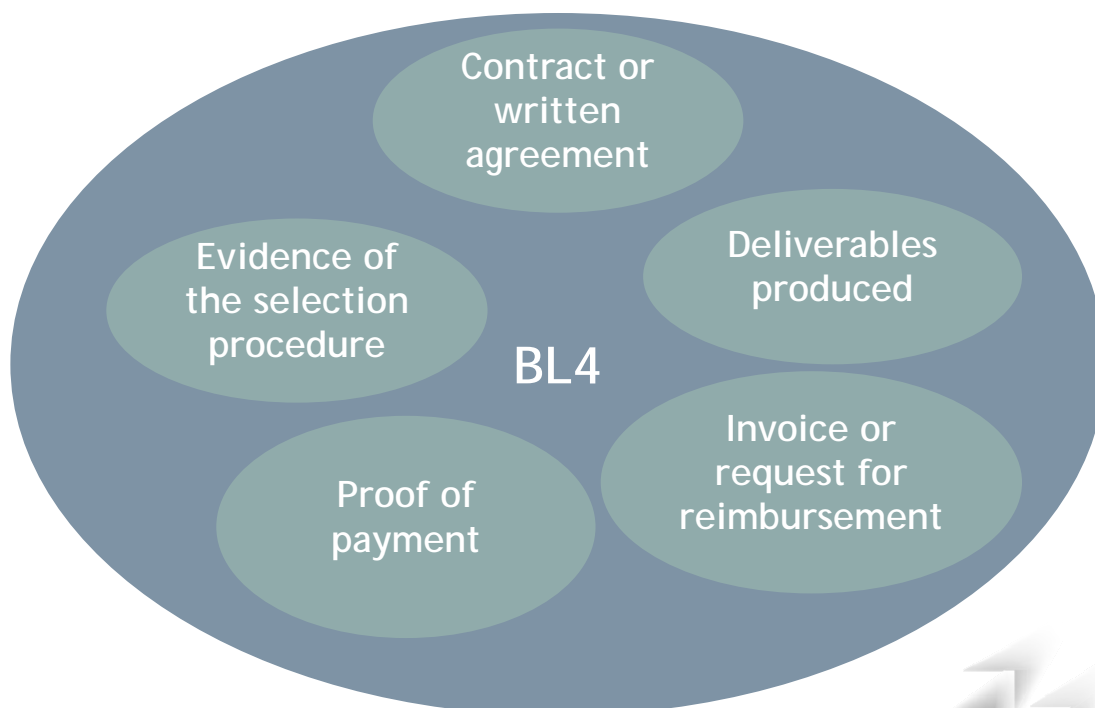 Contract or
written
agreement
Evidence of
the selection
procedure
Deliverables
produced
BL4
Proof of
payment
Invoice or
request for
reimbursement